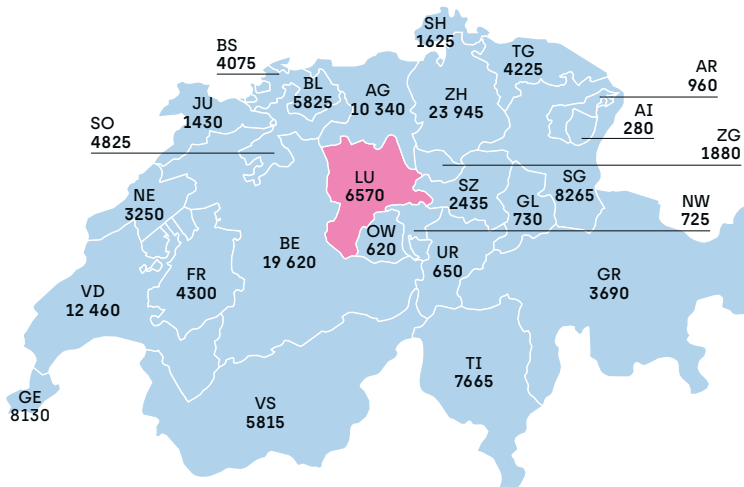 SH
1625
BS
4075
TG
4225
BL
5825
AG
10 340
ZH
23 945
AR
960
JU
1430
AI
280
SO
4825
ZG
1880
LU
6570
SZ
2435
GL
730
SG
8265
NE
3250
NW
725
OW
620
BE
19 620
UR
650
FR
4300
GR
3690
VD
12 460
TI
7665
GE
8130
VS
5815